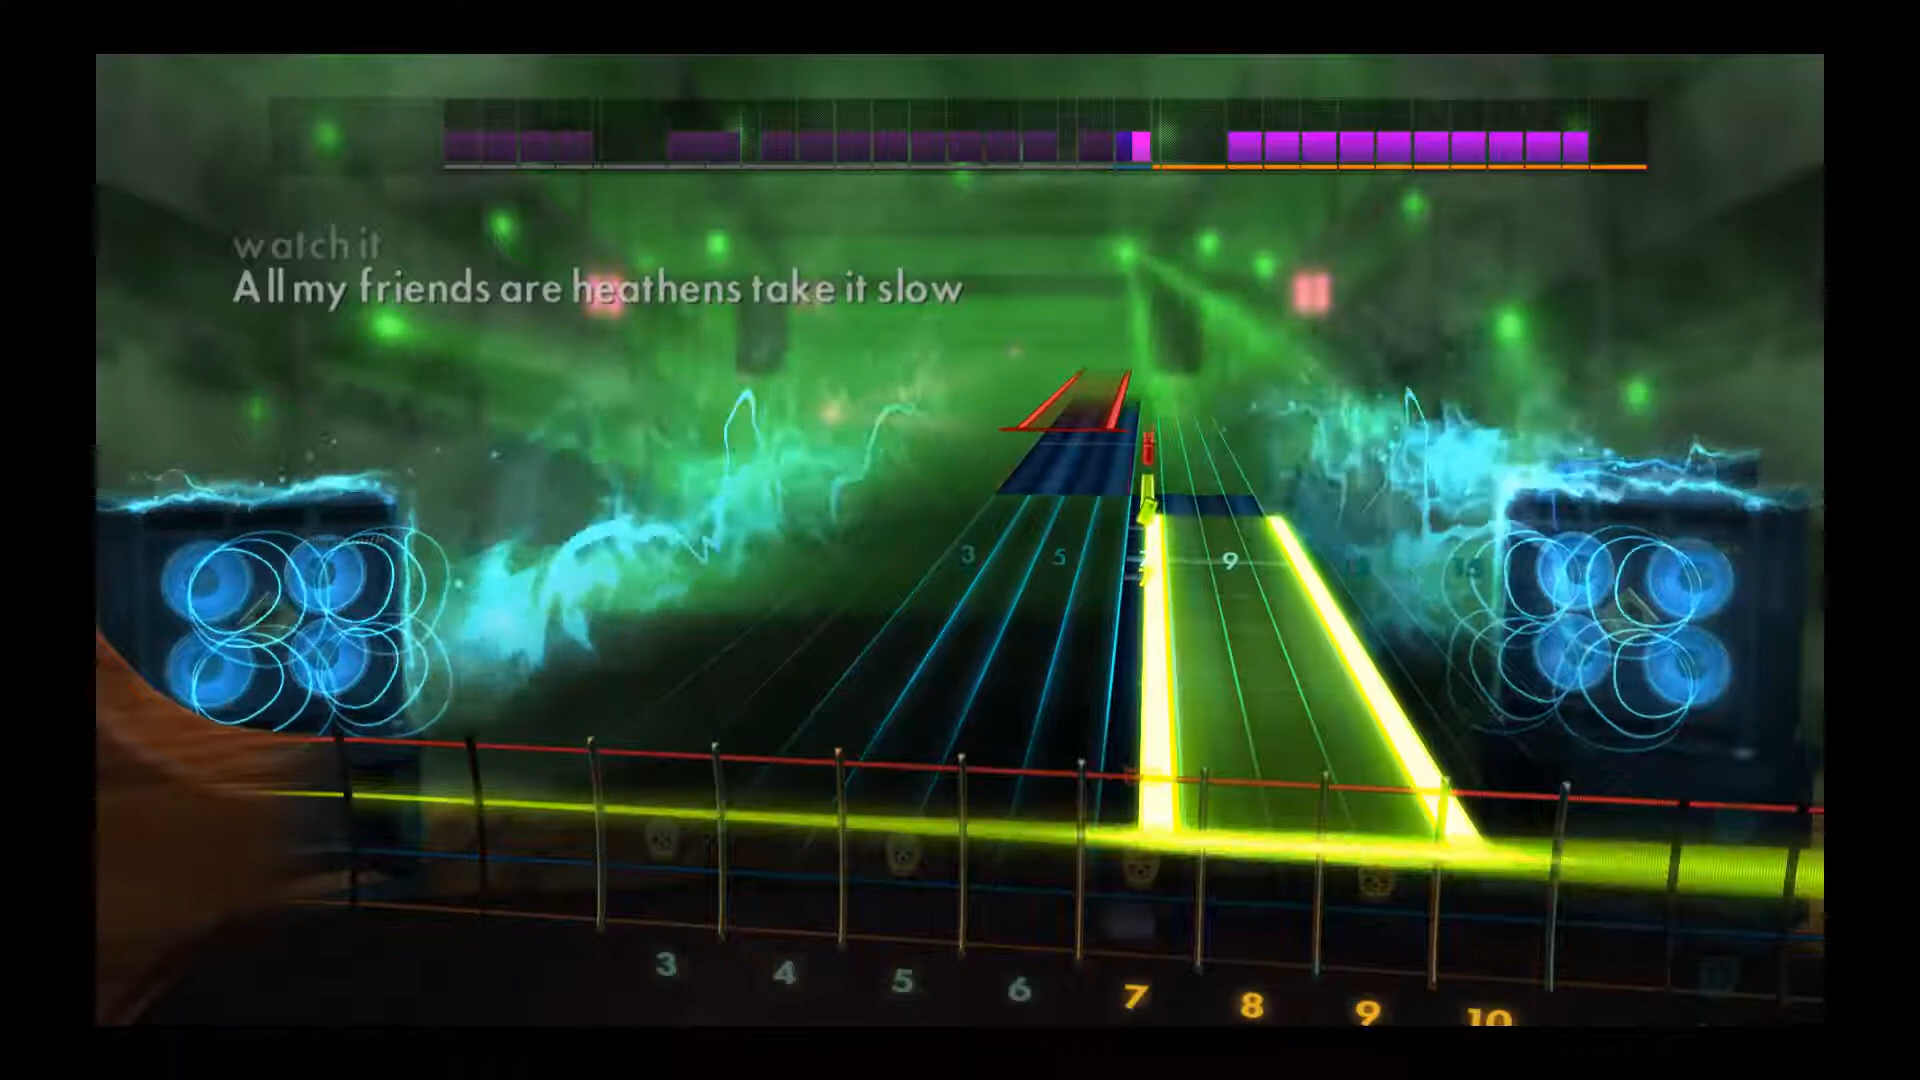 watch it
All my friends are heathens take it slow
3 5 7 9
3 4 5 6 7 8 9 10